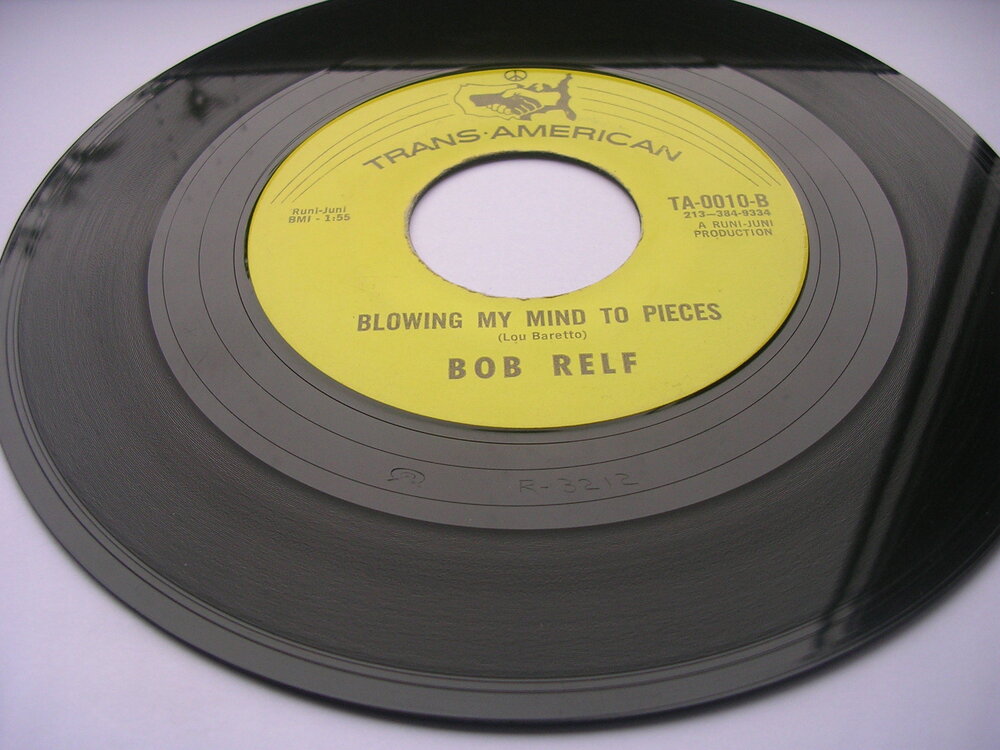 TRANS·AMERICAN
Runi-Juni
BMI - 1:55
TA-0010-B
213-384-9334
A RUNI-JUNI
PRODUCTION
BLOWING MY MIND TO PIECES
(Lou Baretto)
BOB RELF
R-3212